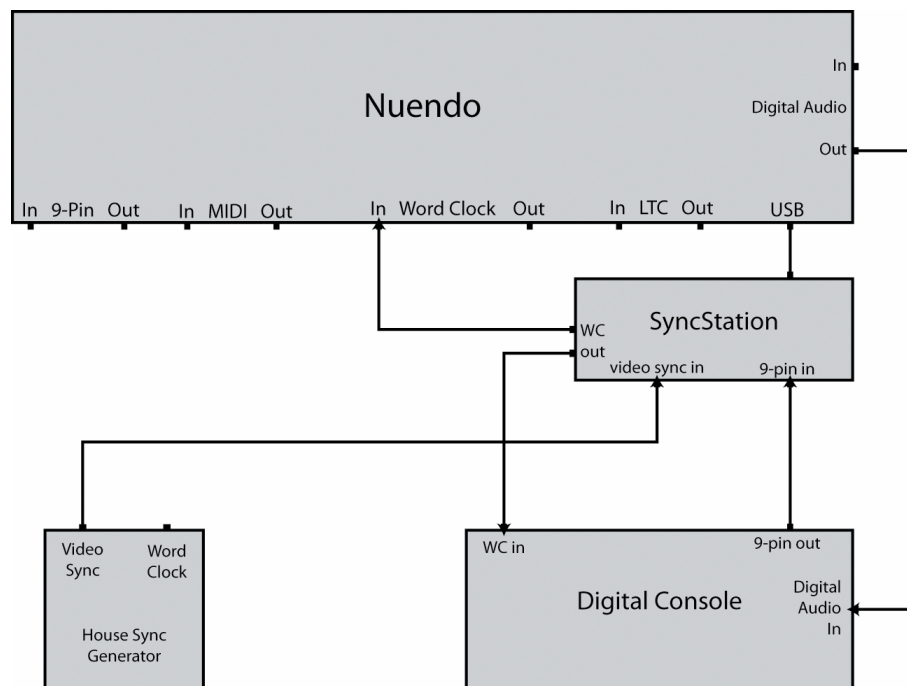 Nuendo
In
Digital Audio
Out
In 9-Pin Out In MIDI Out In Word Clock Out In LTC Out USB
SyncStation
WC
out
video sync in 9-pin in
Video
Sync
Word
Clock
House Sync
Generator
WC in
9-pin out
Digital Console
Digital
Audio
In